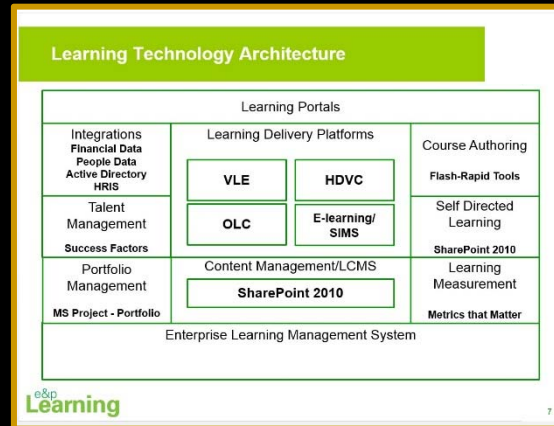 Learning Technology Architecture
Learning Portals
Integrations
Financial Data
People Data
Active Directory
HRIS
Learning Delivery Platforms
VLE
HDVC
OLC
E-learning/
SIMS
Course Authoring
Flash-Rapid Tools
Talent
Management
Success Factors
Self Directed
Learning
SharePoint 2010
Portfolio
Management
MS Project - Portfolio
Content Management/LCMS
SharePoint 2010
Learning
Measurement
Metrics that Matter
Enterprise Learning Management System
e&p
Learning
7